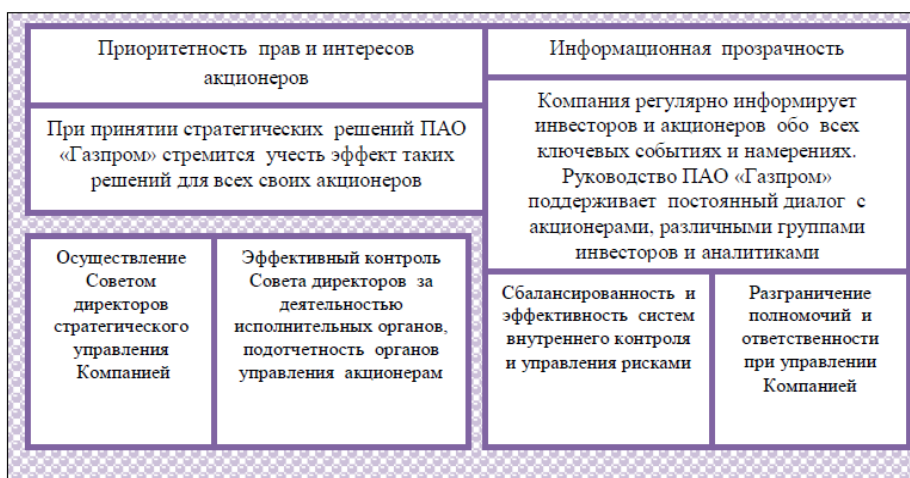 Приоритетность прав и интересов
акционеров
При принятии стратегических решений ПАО
«Газпром» стремится учесть эффект таких
решений для всех своих акционеров
Информационная прозрачность
Компания регулярно информирует
инвесторов и акционеров обо всех
ключевых событиях и намерениях.
Руководство ПАО «Газпром»
поддерживает постоянный диалог с
акционерами, различными группами
инвесторов и аналитиками
Осуществление
Советом
директоров
стратегического
управления
Компанией
Эффективный контроль
Совета директоров за
деятельностью
исполнительных органов,
подотчетность органов
управления акционерам
Сбалансированность и
эффективность систем
внутреннего контроля
и управления рисками
Разграничение
полномочий и
ответственности
при управлении
Компанией